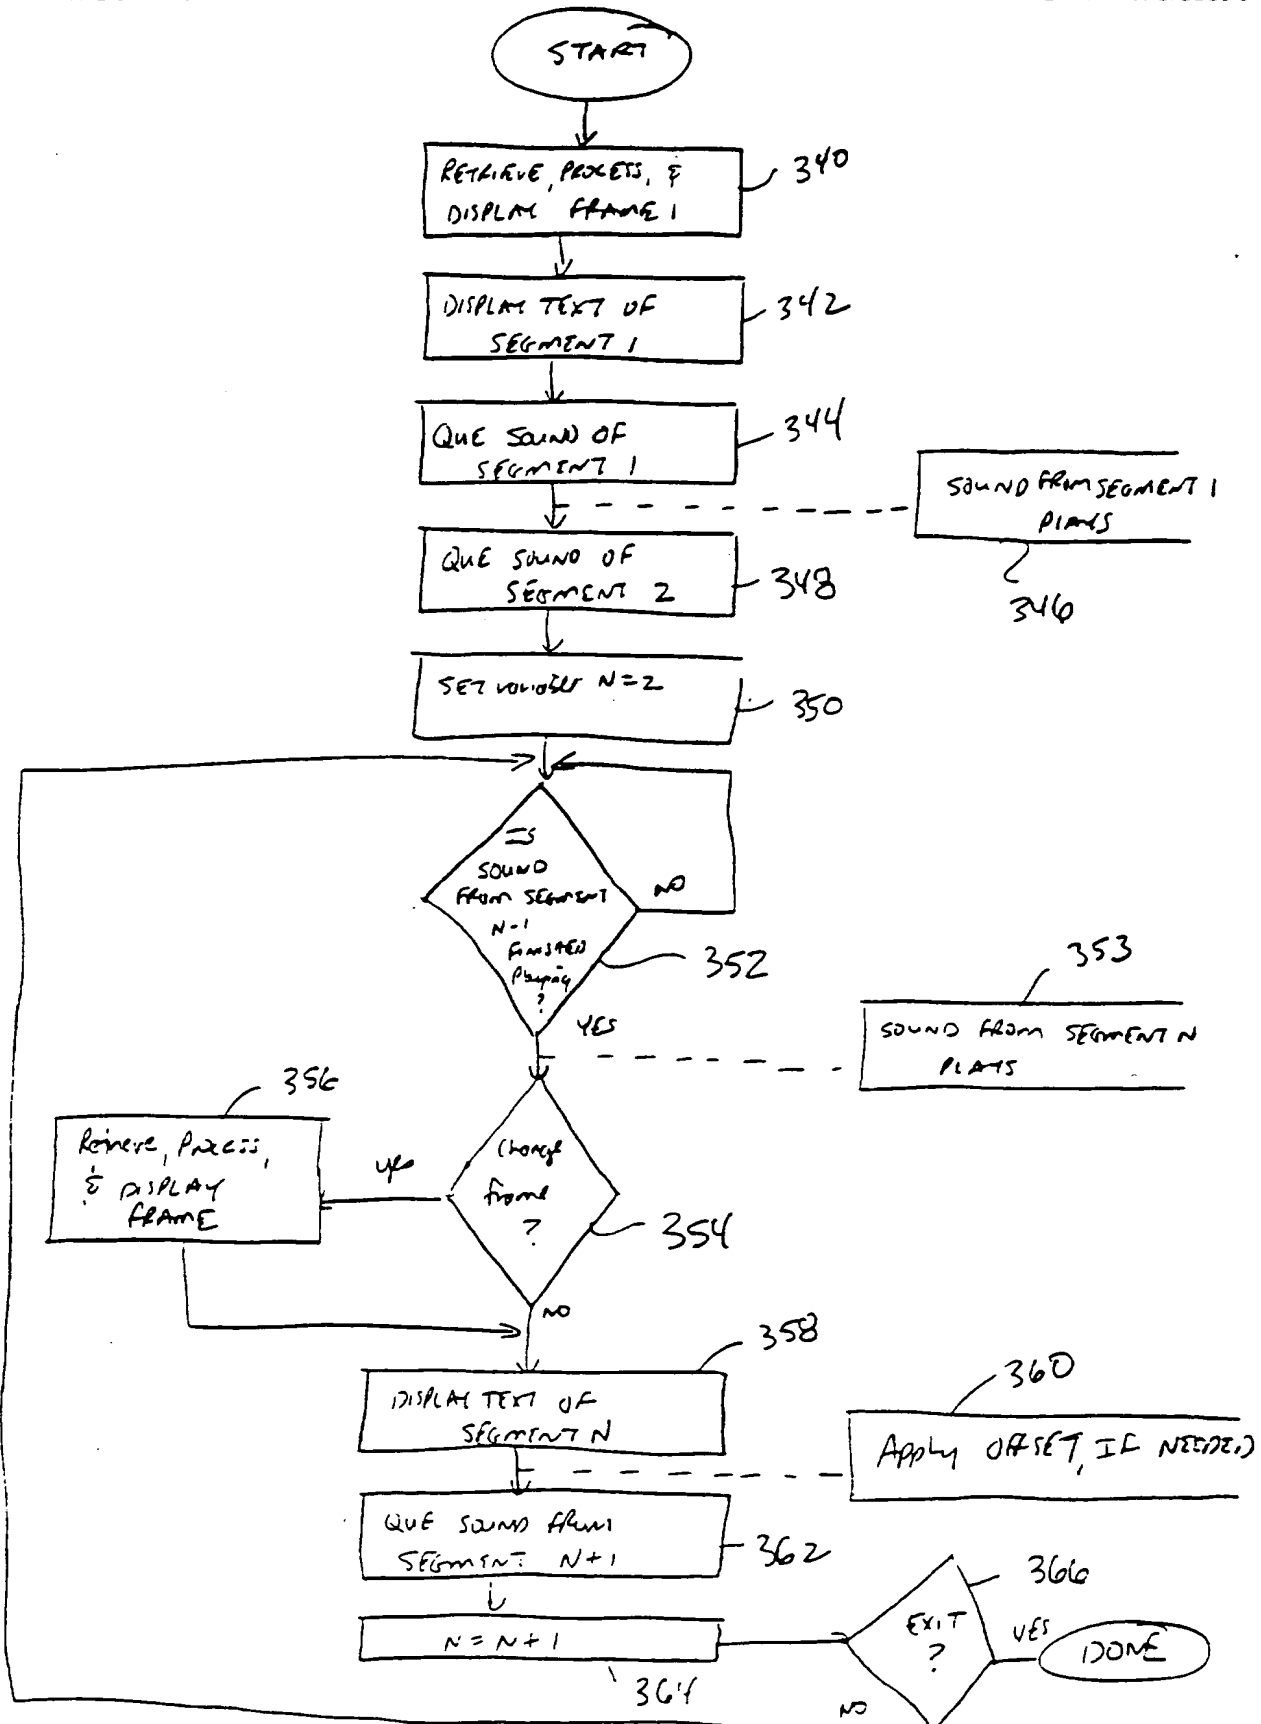 START
RETRIEVE, PROCESS, &
DISPLAY FRAME 1
340
DISPLAY TEXT OF
SEGMENT 1
342
QUE SOUND OF
SEGMENT 1
344
SOUND FROM SEGMENT 1
PLAYS
346
QUE SOUND OF
SEGMENT 2
348
SET variable N=2
350
IS
SOUND
FROM SEGMENT
N-1
FINISHED
Playing
?
NO
352
YES
353
SOUND FROM SEGMENT N
PLAYS
356
Retrieve, Process,
& DISPLAY
FRAME
yes
Change
frame
?
354
NO
358
DISPLAY TEXT OF
SEGMENT N
360
Apply OFFSET, IF NEEDED
QUE SOUND FROM
SEGMENT N+1
362
N=N+1
364
366
EXIT
?
YES
DONE
NO